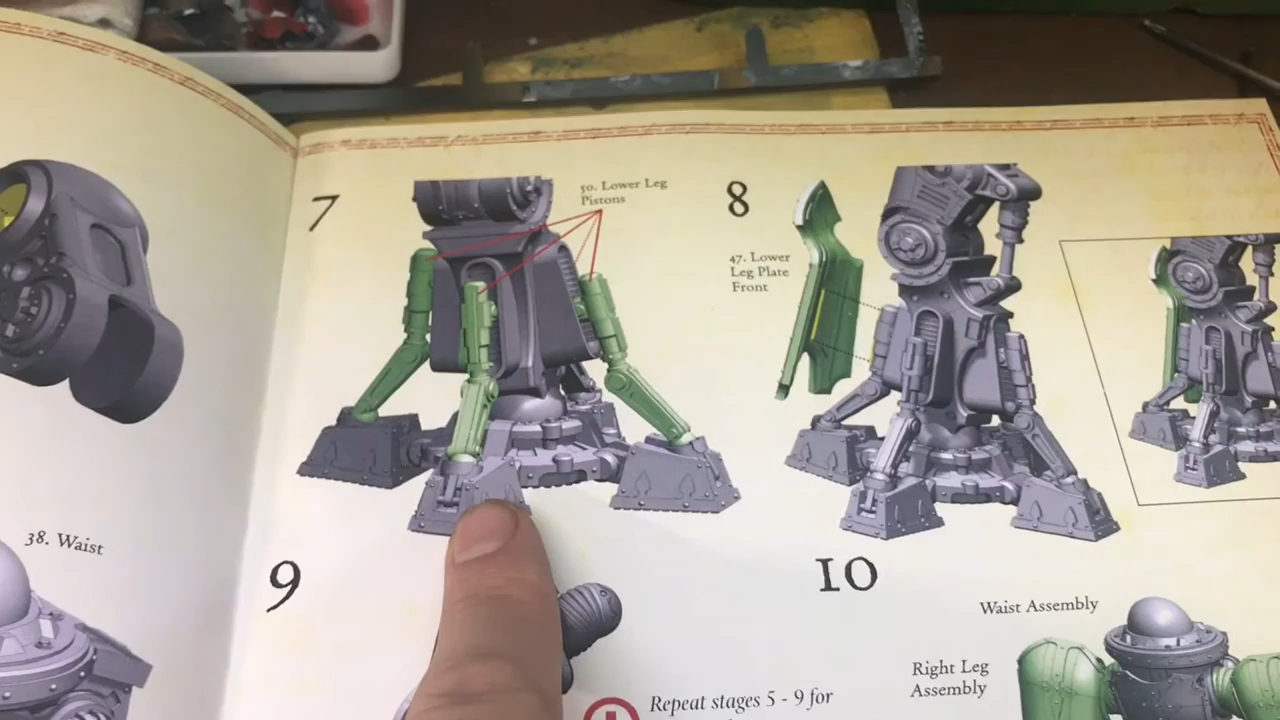 38. Waist
7
50. Lower Leg
Pistons
8
47. Lower
Leg Plate
Front
9
Repeat stages 5 - 9 for
10
Waist Assembly
Right Leg
Assembly